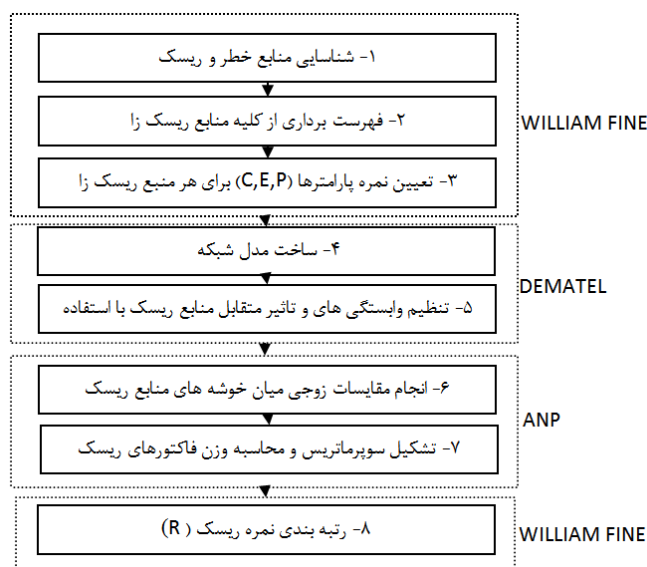 ۱- شناسایی منابع خطر و ریسک
۲- فهرست برداری از کلیه منابع ریسک زا
WILLIAM FINE
۳- تعیین نمره پارامترها (C,E,P) برای هر منبع ریسک زا
۴- ساخت مدل شبکه
DEMATEL
۵- تنظیم وابستگی های و تاثیر متقابل منابع ریسک با استفاده
۶- انجام مقایسات زوجی میان خوشه های منابع ریسک
ANP
۷- تشکیل سوپرماتریس و محاسبه وزن فاکتورهای ریسک
۸- رتبه بندی نمره ریسک ( R)
WILLIAM FINE